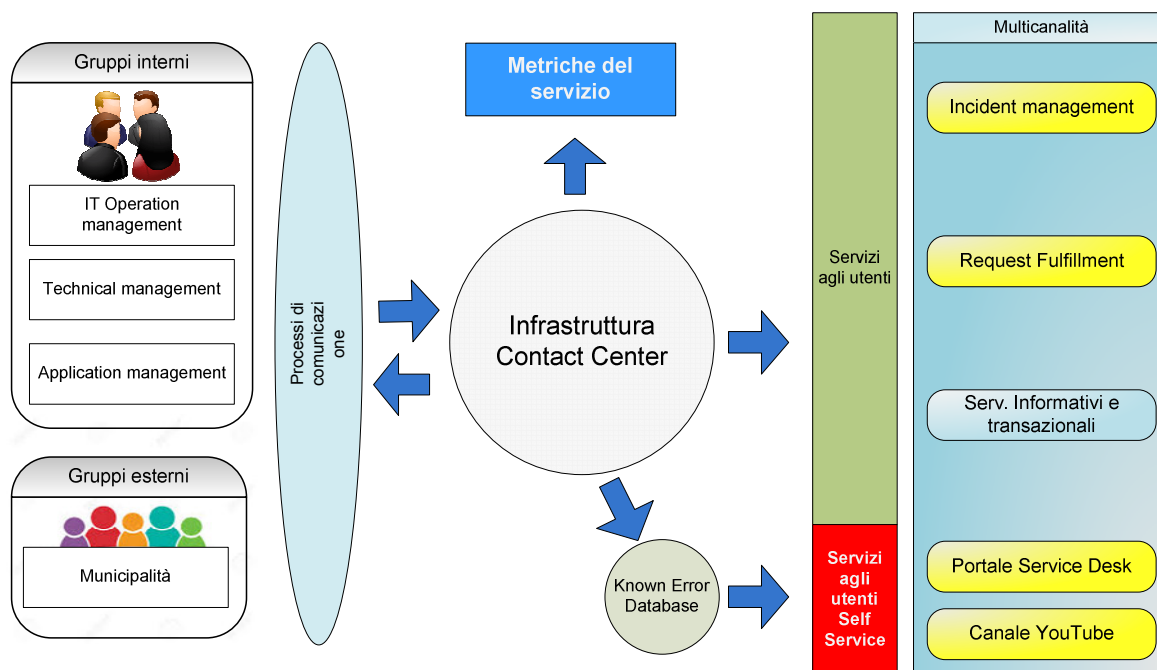 Gruppi interni
IT Operation
management
Technical management
Application management
Gruppi esterni
Municipalità
Processi di
comunicazi
one
Metriche del
servizio
Infrastruttura
Contact Center
Known Error
Database
Servizi
agli utenti
Servizi
agli
utenti
Self
Service
Multicanalità
Incident management
Request Fulfillment
Serv. Informativi e
transazionali
Portale Service Desk
Canale YouTube